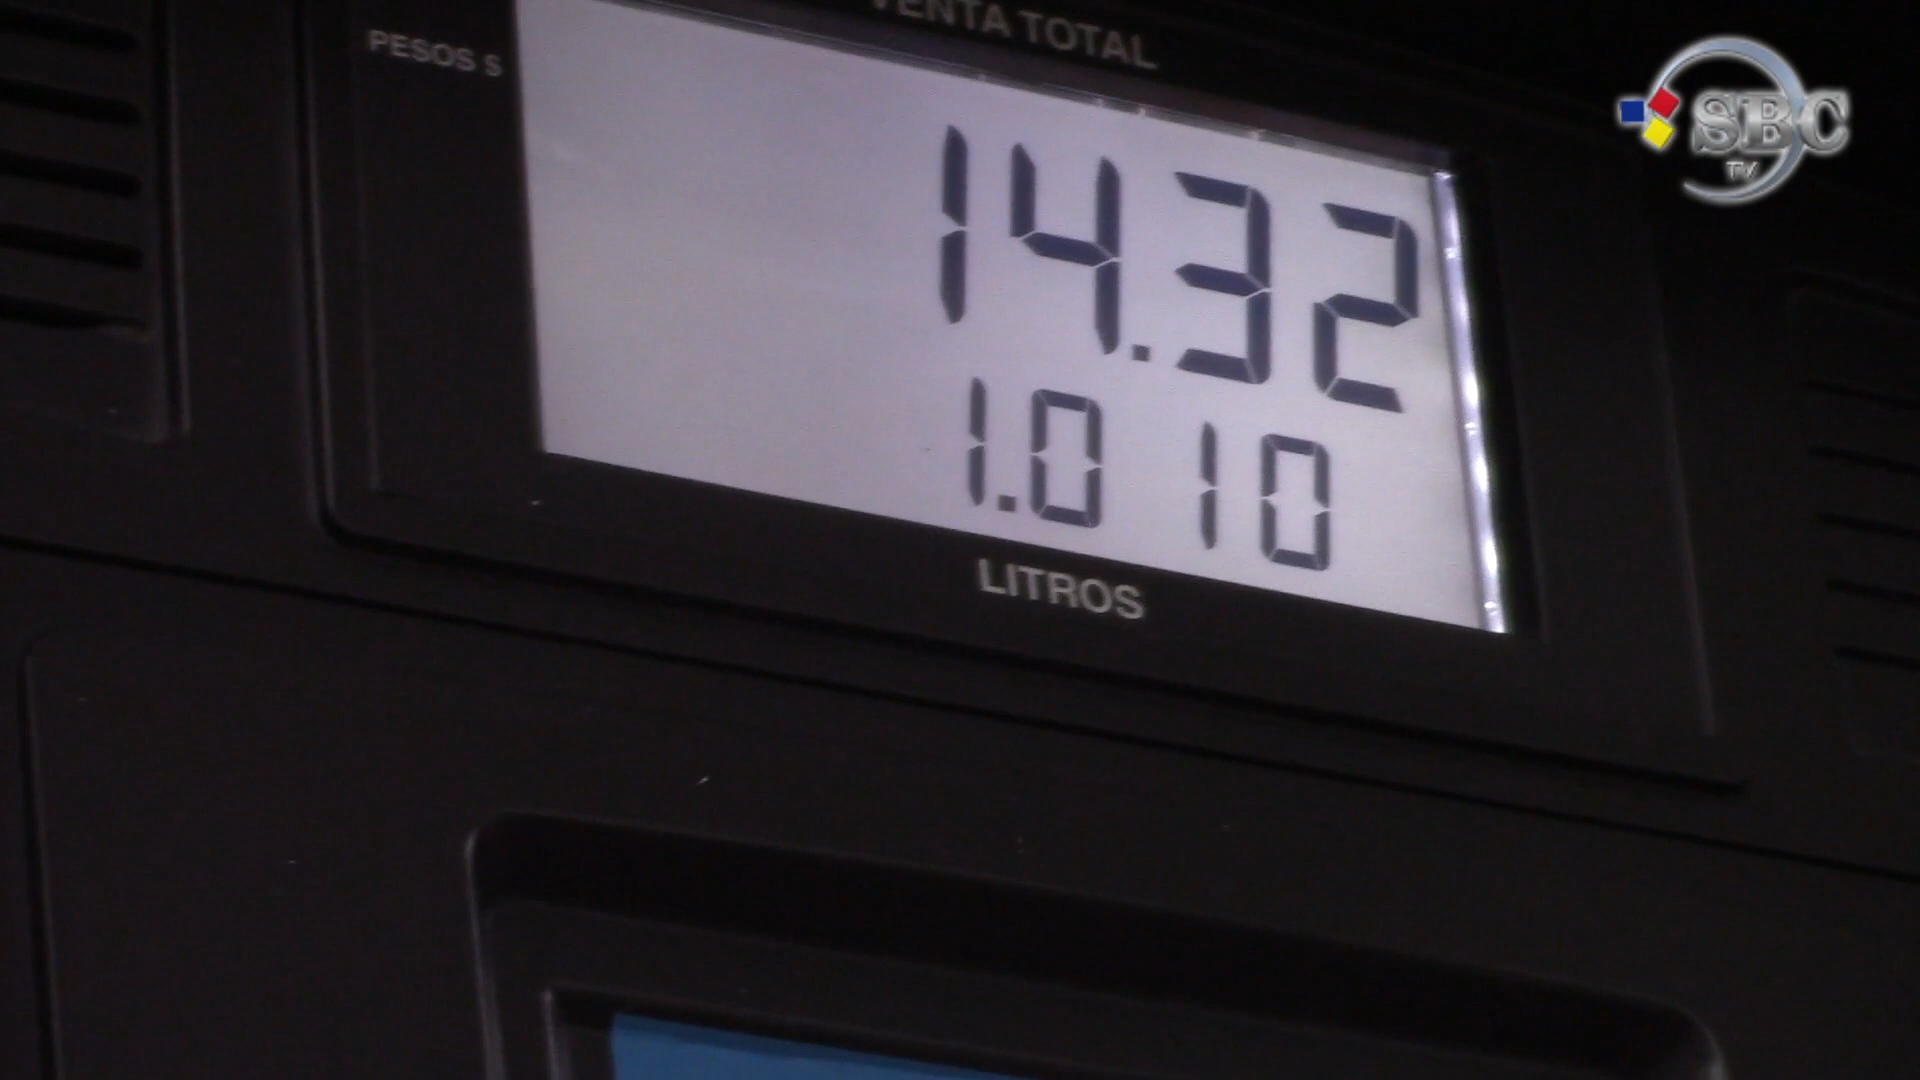 VENTA TOTAL
PESOS $
14.32
1.010
LITROS
SBC
TV